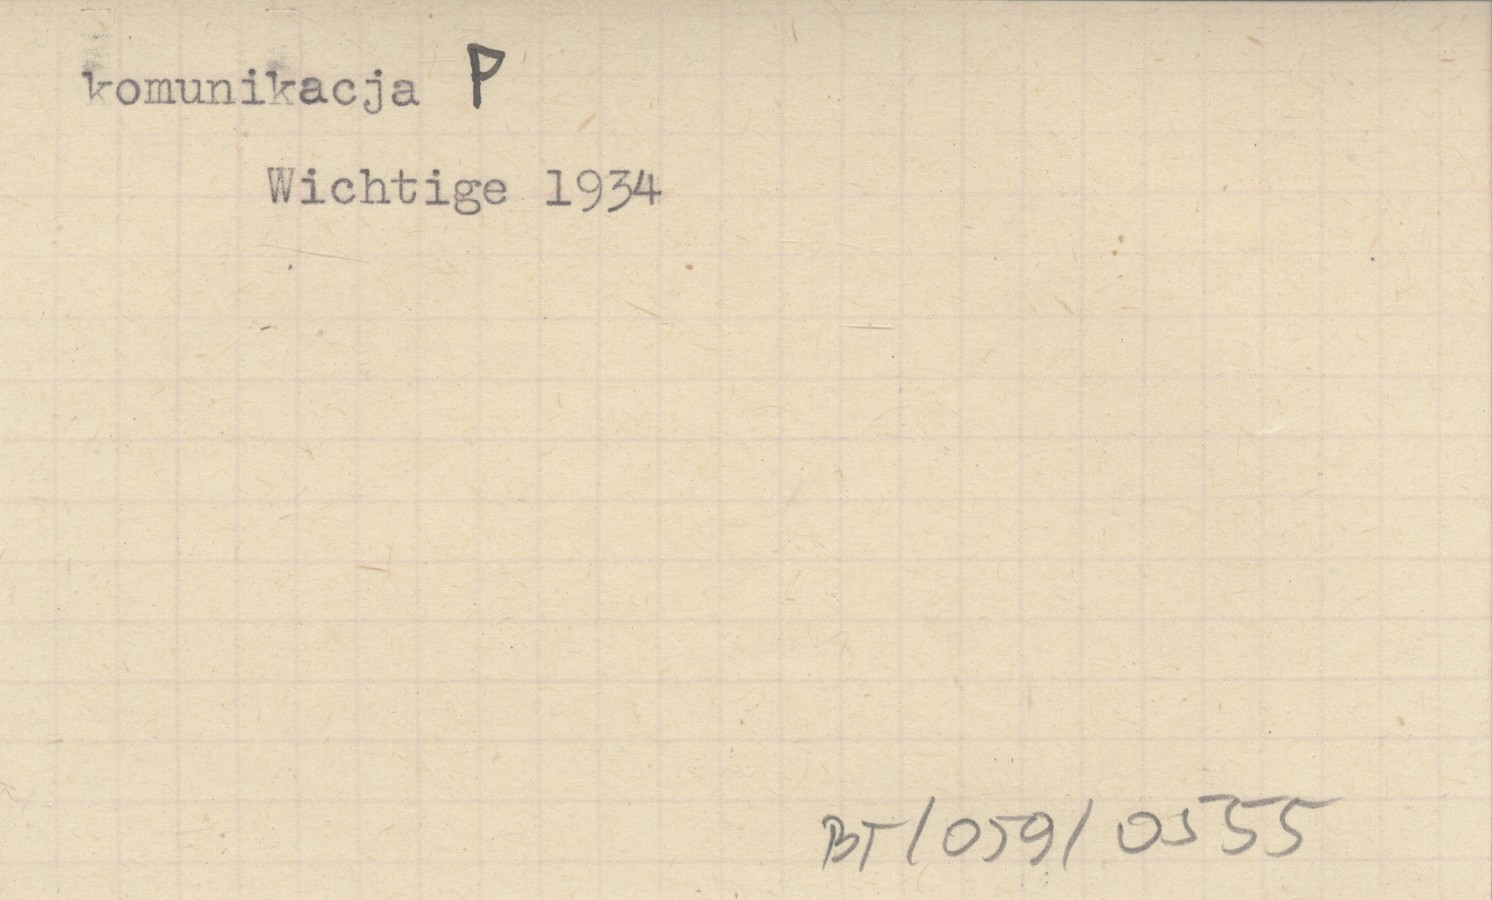 komunikacja P
Wichtige 1934
BT/059/0555